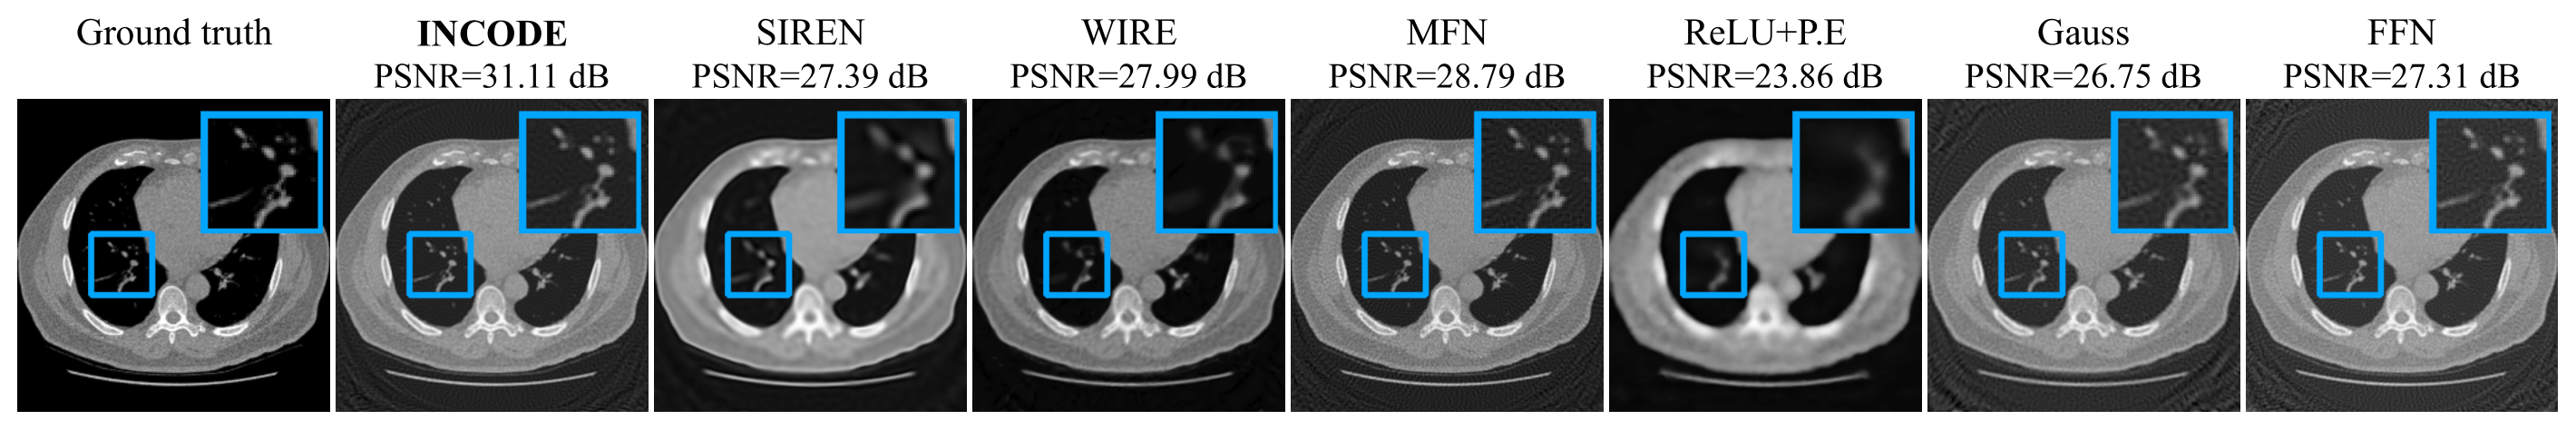 Ground truth
INCODE
PSNR=31.11 dB
SIREN
PSNR=27.39 dB
WIRE
PSNR=27.99 dB
MFN
PSNR=28.79 dB
ReLU+P.E
PSNR=23.86 dB
Gauss
PSNR=26.75 dB
FFN
PSNR=27.31 dB